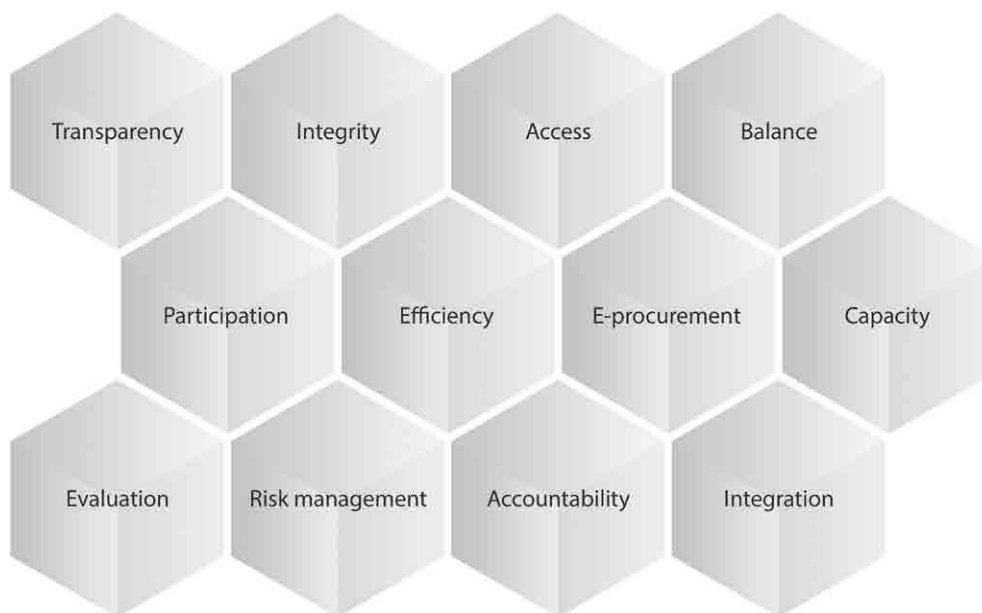 Transparency
Integrity
Access
Balance
Participation
Efficiency
E-procurement
Capacity
Evaluation
Risk management
Accountability
Integration